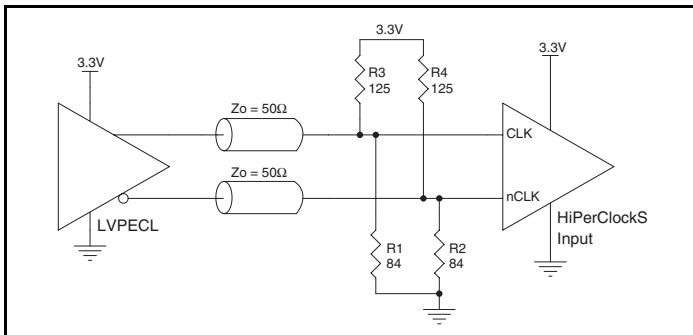 3.3V
3.3V
3.3V
R3
125
R4
125
Zo = 50Ω
CLK
Zo = 50Ω
nCLK
LVPECL
HiPerClockS
Input
R1
84
R2
84